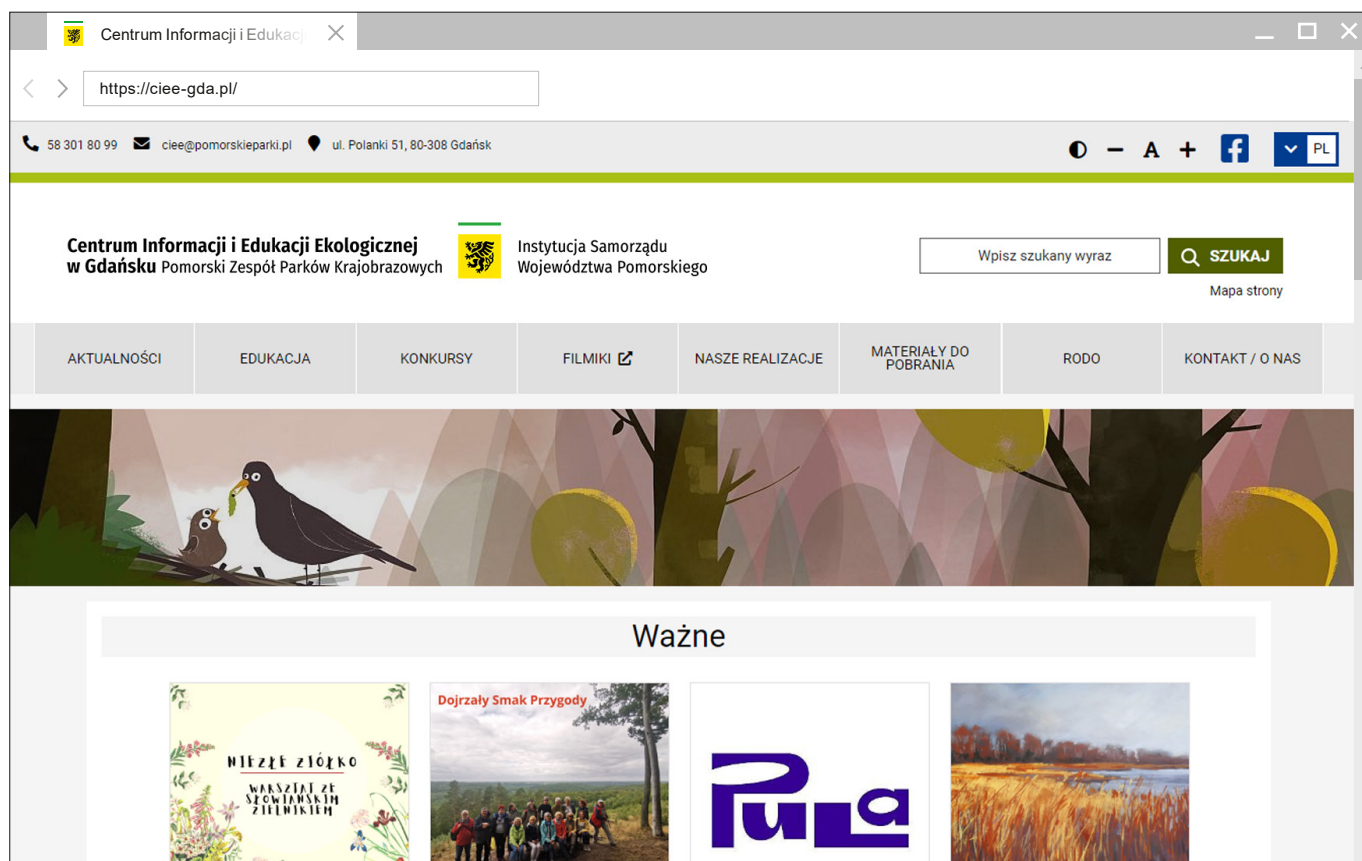 Centrum Informacji i Edukacj
https://ciee-gda.pl/
58 301 80 99 ciee@pomorskieparki.pl ul. Polanki 51, 80-308 Gdańsk
A
PL
Centrum Informacji i Edukacji Ekologicznej
w Gdańsku Pomorski Zespół Parków Krajobrazowych
Instytucja Samorządu
Województwa Pomorskiego
Wpisz szukany wyraz
SZUKAJ
Mapa strony
AKTUALNOŚCI
EDUKACJA
KONKURSY
FILMIKI
NASZE REALIZACJE
MATERIAŁY DO
POBRANIA
RODO
KONTAKT / O NAS
Ważne
NIEZŁE ZIÓŁKO
WARSZTAT ZE
SŁOWIAŃSKIM
ZIELNIKIEM
Dojrzały Smak Przygody
PULa